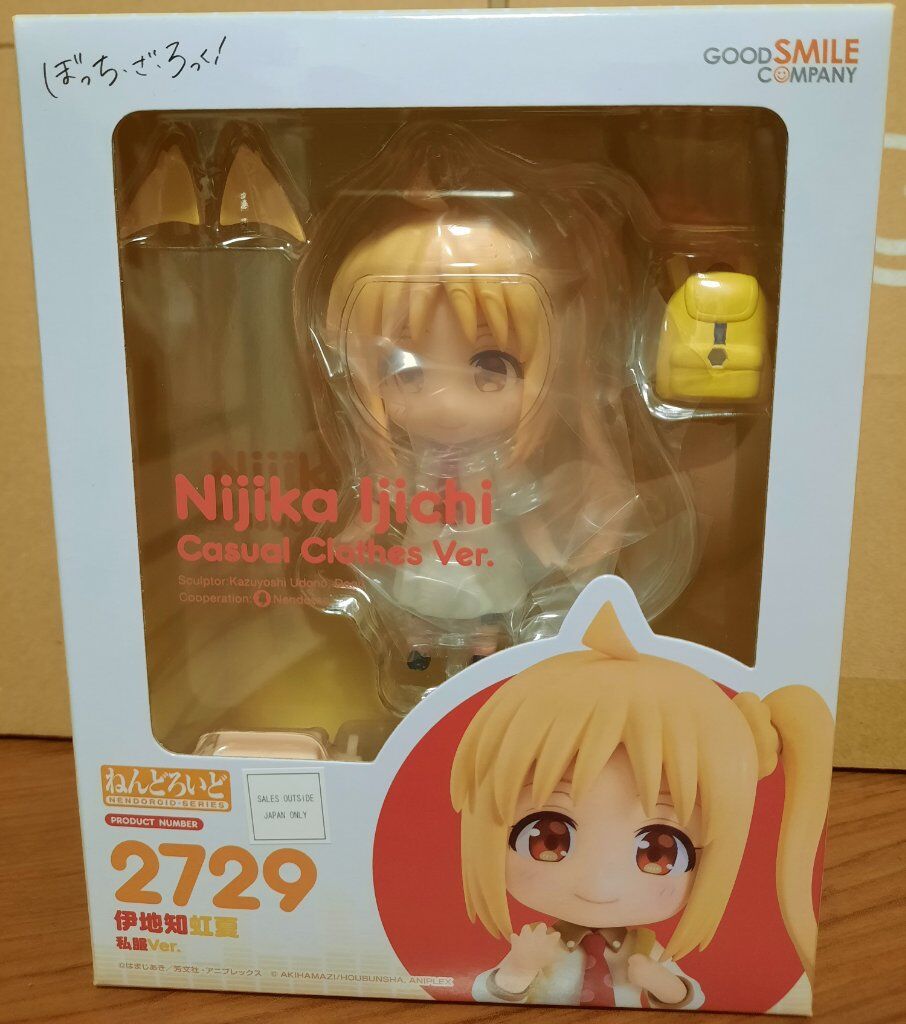 ぼっち・ざ・ろっく！
GOOD SMILE
COMPANY
Nijika Ijichi
Casual Clothes Ver.
Sculptor:Kazuyoshi Udono,
Cooperation: Nendoron
ねんどろいど
NENDOROID・SERIES
PRODUCT NUMBER
SALES OUTSIDE
JAPAN ONLY
2729
伊地知虹夏
私服Ver.
©はまじあき／芳文社・アニプレックス © AKIHAMAZI/HOUBUNSHA, ANIPLEX